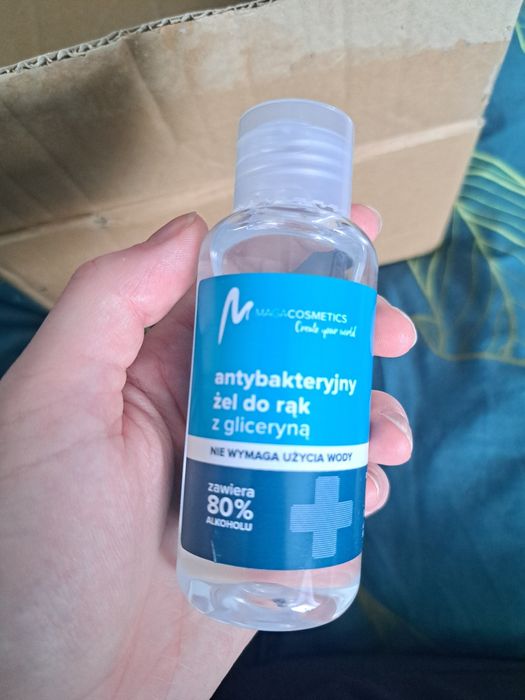 M MAGACOSMETICS
Create your world
antybakteryjny
żel do rąk
z gliceryną
NIE WYMAGA UŻYCIA WODY
zawiera
80%
ALKOHOLU